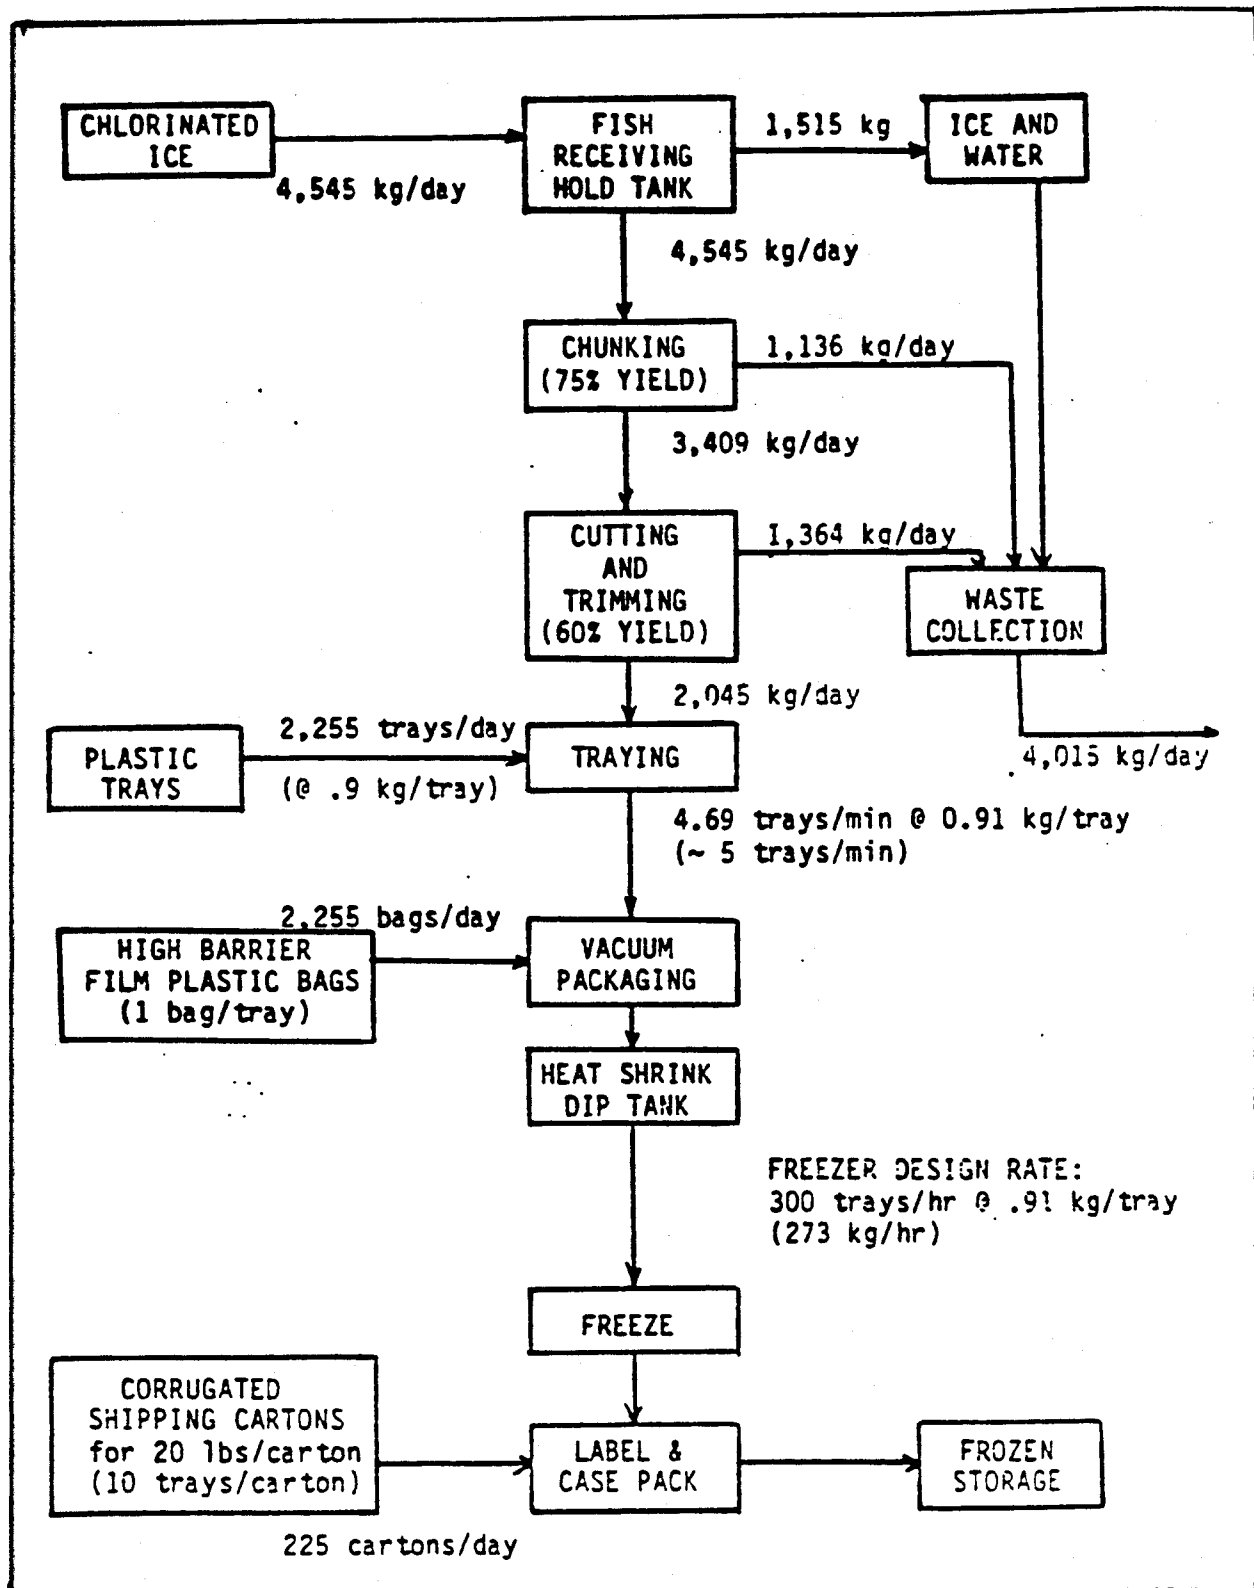 CHLORINATED
ICE
4,545 kg/day
FISH
RECEIVING
HOLD TANK
1,515 kg
ICE AND
WATER
4,545 kg/day
CHUNKING
(75% YIELD)
1,136 kg/day
3,409 kg/day
CUTTING
AND
TRIMMING
(60% YIELD)
1,364 kg/day
WASTE
COLLECTION
2,045 kg/day
4,015 kg/day
PLASTIC
TRAYS
2,255 trays/day
(@ .9 kg/tray)
TRAYING
4.69 trays/min @ 0.91 kg/tray
(~ 5 trays/min)
2,255 bags/day
HIGH BARRIER
FILM PLASTIC BAGS
(1 bag/tray)
VACUUM
PACKAGING
HEAT SHRINK
DIP TANK
FREEZER DESIGN RATE:
300 trays/hr @ .91 kg/tray
(273 kg/hr)
FREEZE
CORRUGATED
SHIPPING CARTONS
for 20 lbs/carton
(10 trays/carton)
225 cartons/day
LABEL &
CASE PACK
FROZEN
STORAGE